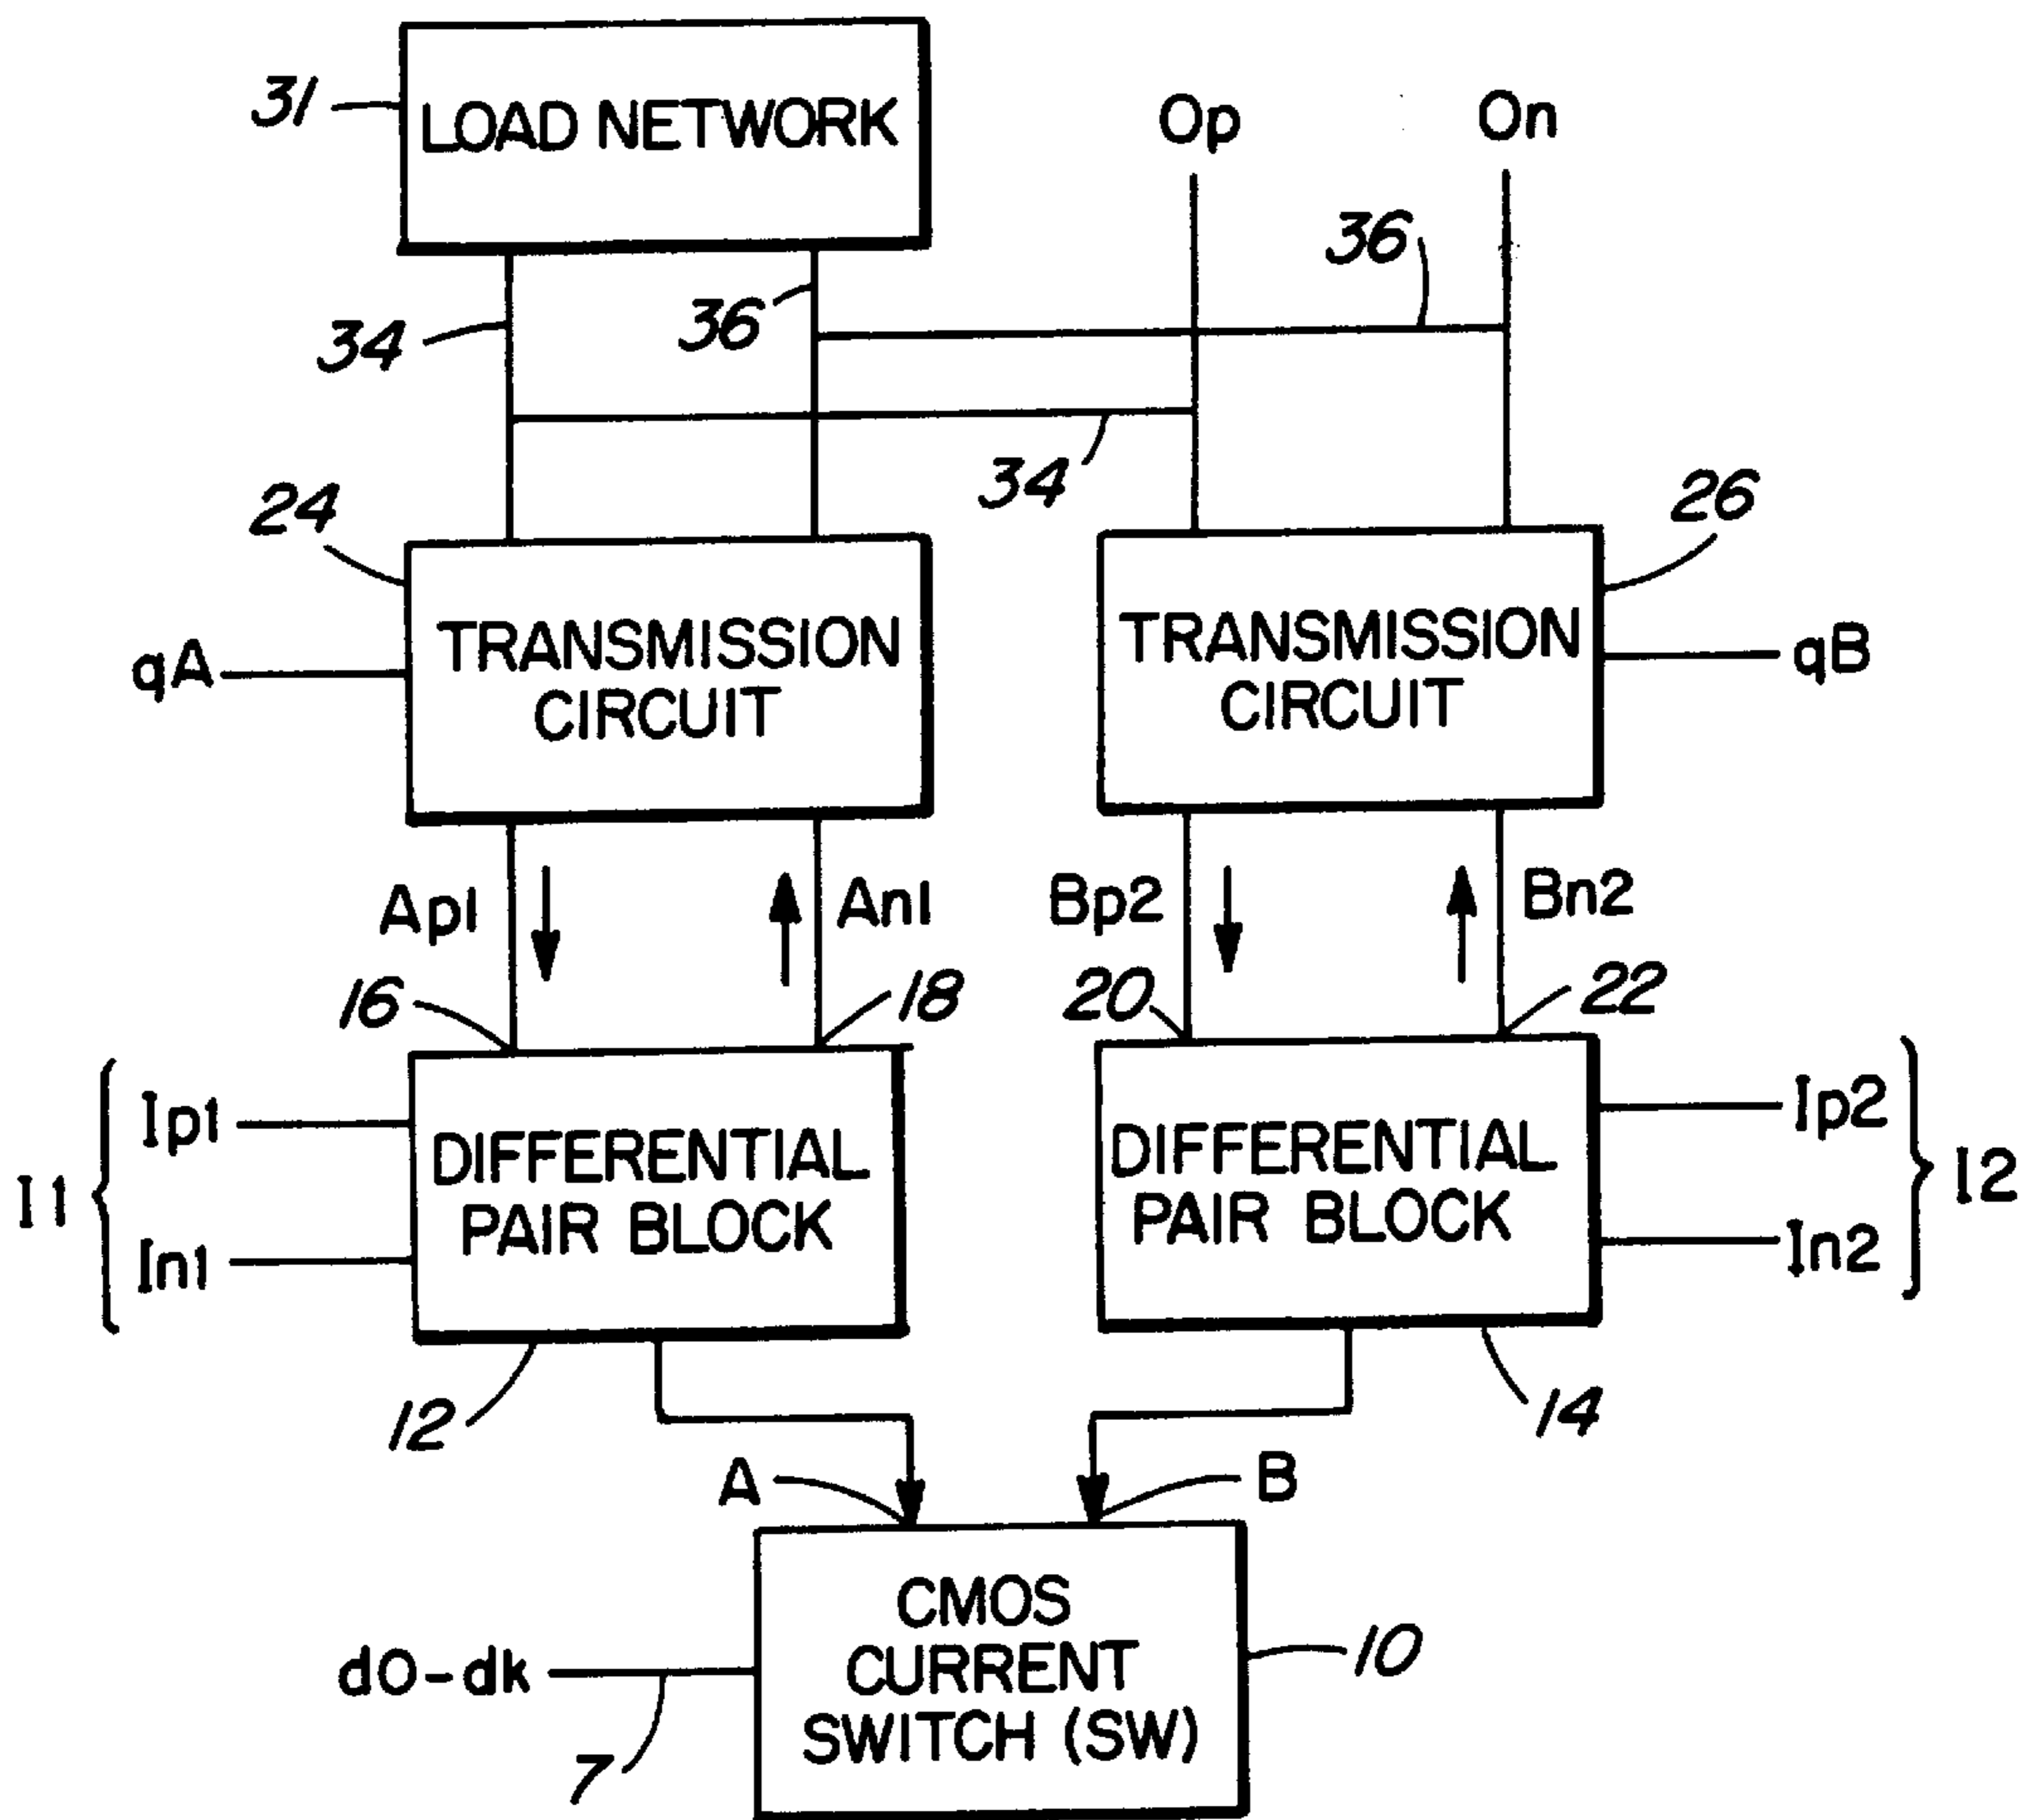 31
LOAD NETWORK
Op
On
36
34
36
34
24
26
qA
TRANSMISSION
CIRCUIT
TRANSMISSION
CIRCUIT
qB
Ap1
An1
Bp2
Bn2
16
18
20
22
I1
Ip1
In1
DIFFERENTIAL
PAIR BLOCK
DIFFERENTIAL
PAIR BLOCK
Ip2
In2
I2
12
14
A
B
CMOS
CURRENT
SWITCH (SW)
10
d0-dk
7